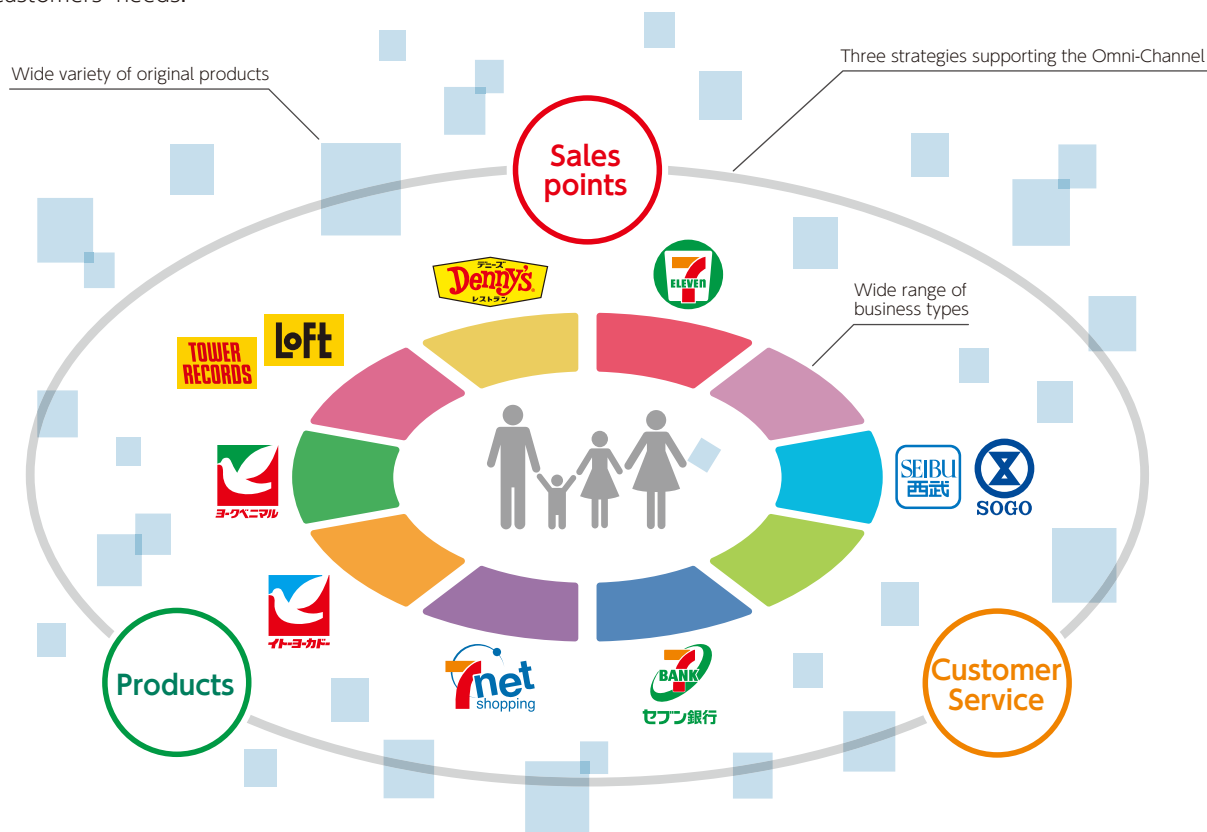 customers' needs.
Wide variety of original products
Three strategies supporting the Omni-Channel
Sales
points
デニーズ
Denny's
レストラン
7
ELEVEN
Wide range of
business types
LOFT
TOWER
RECORDS
ヨークベニマル
SEIBU
西武
SOGO
イトーヨーカドー
7net
shopping
7
BANK
セブン銀行
Products
Customer
Service